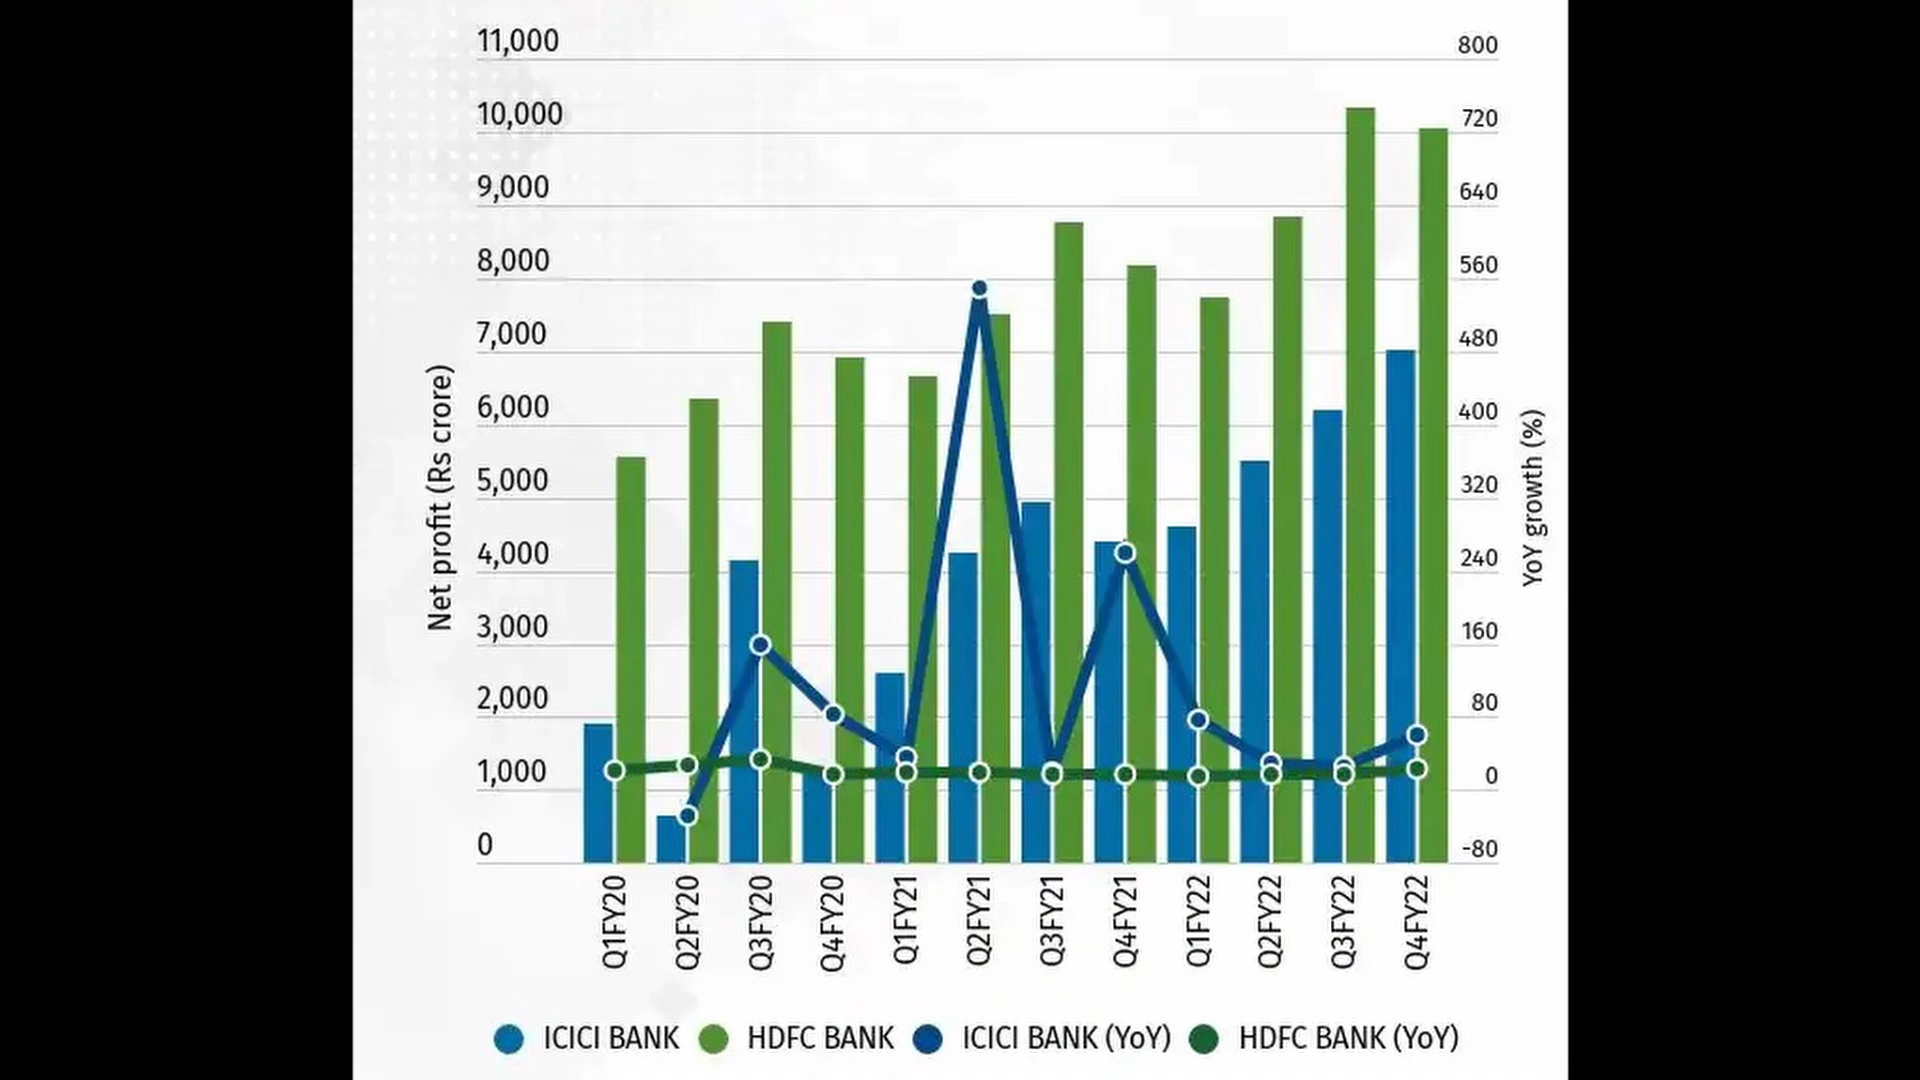 11,000
10,000
9,000
8,000
7,000
6,000
5,000
4,000
3,000
2,000
1,000
0
Net profit (Rs crore)
800
720
640
560
480
400
320
240
160
80
0
-80
YoY growth (%)
Q1FY20
Q2FY20
Q3FY20
Q4FY20
Q1FY21
Q2FY21
Q3FY21
Q4FY21
Q1FY22
Q2FY22
Q3FY22
Q4FY22
ICICI BANK
HDFC BANK
ICICI BANK (YoY)
HDFC BANK (YoY)